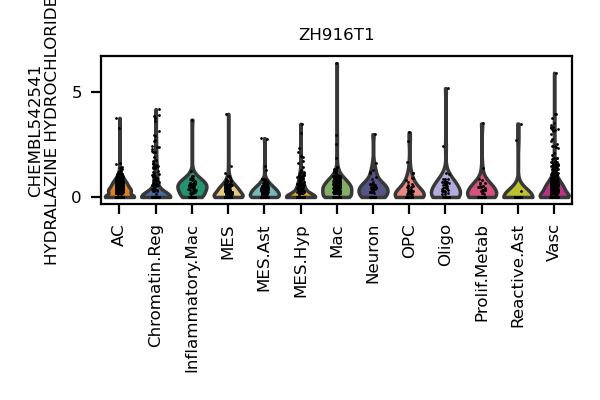 ZH916T1
CHEMBL542541
HYDRALAZINE HYDROCHLORIDE
5
0
AC
Chromatin.Reg
Inflammatory.Mac
MES
MES.Ast
MES.Hyp
Mac
Neuron
OPC
Oligo
Prolif.Metab
Reactive.Ast
Vasc